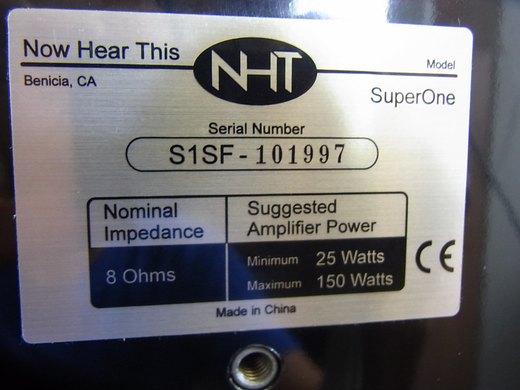 Now Hear This
NHT
Model
Benicia, CA
SuperOne
Serial Number
S1SF-101997
Nominal
Impedance
8 Ohms
Suggested
Amplifier Power
Minimum 25 Watts
Maximum 150 Watts
CE
Made in China